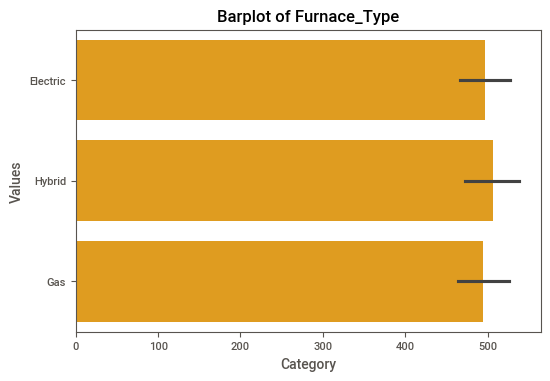 Barplot of Furnace_Type
Values
Electric
Hybrid
Gas
0 100 200 300 400 500
Category